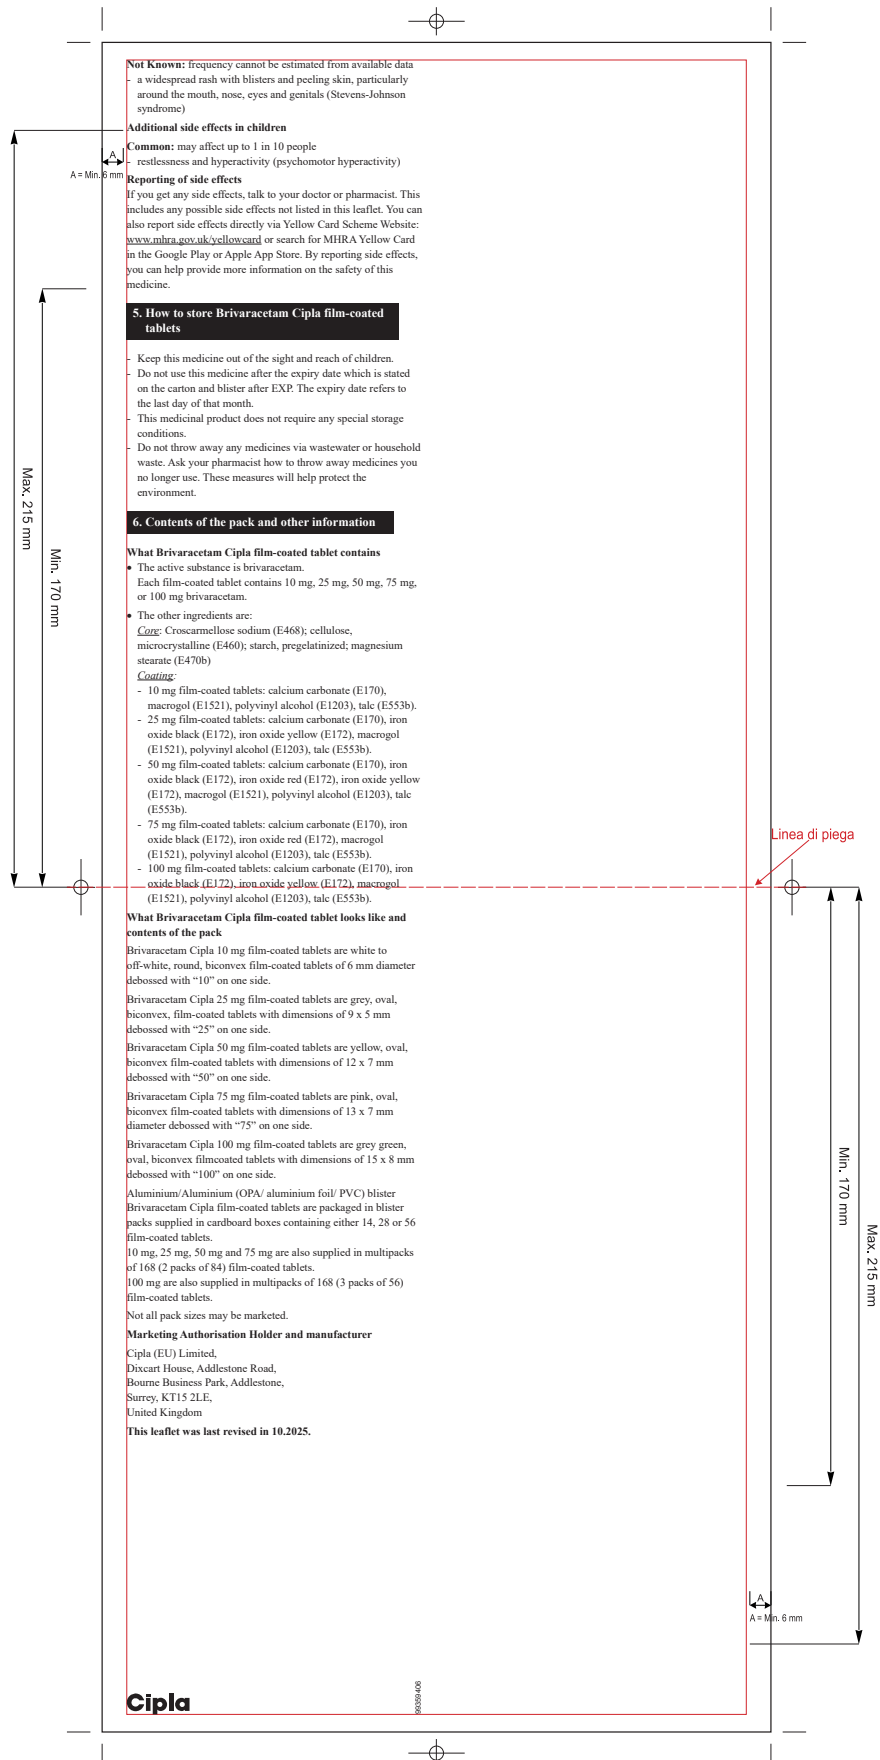 Not Known: frequency cannot be estimated from available data
- a widespread rash with blisters and peeling skin, particularly
around the mouth, nose, eyes and genitals (Stevens-Johnson
syndrome)
Additional side effects in children
Common: may affect up to 1 in 10 people
- restlessness and hyperactivity (psychomotor hyperactivity)
Reporting of side effects
If you get any side effects, talk to your doctor or pharmacist. This
includes any possible side effects not listed in this leaflet. You can
also report side effects directly via Yellow Card Scheme Website:
www.mhra.gov.uk/yellowcard or search for MHRA Yellow Card
in the Google Play or Apple App Store. By reporting side effects,
you can help provide more information on the safety of this
medicine.
5. How to store Brivaracetam Cipla film-coated
tablets
- Keep this medicine out of the sight and reach of children.
- Do not use this medicine after the expiry date which is stated
on the carton and blister after EXP. The expiry date refers to
the last day of that month.
- This medicinal product does not require any special storage
conditions.
- Do not throw away any medicines via wastewater or household
waste. Ask your pharmacist how to throw away medicines you
no longer use. These measures will help protect the
environment.
6. Contents of the pack and other information
What Brivaracetam Cipla film-coated tablet contains
• The active substance is brivaracetam.
Each film-coated tablet contains 10 mg, 25 mg, 50 mg, 75 mg,
or 100 mg brivaracetam.
• The other ingredients are:
Core: Croscarmellose sodium (E468); cellulose,
microcrystalline (E460); starch, pregelatinized; magnesium
stearate (E470b)
Coating:
- 10 mg film-coated tablets: calcium carbonate (E170),
macrogol (E1521), polyvinyl alcohol (E1203), talc (E553b).
- 25 mg film-coated tablets: calcium carbonate (E170), iron
oxide black (E172), iron oxide yellow (E172), macrogol
(E1521), polyvinyl alcohol (E1203), talc (E553b).
- 50 mg film-coated tablets: calcium carbonate (E170), iron
oxide black (E172), iron oxide red (E172), iron oxide yellow
(E172), macrogol (E1521), polyvinyl alcohol (E1203), talc
(E553b).
- 75 mg film-coated tablets: calcium carbonate (E170), iron
oxide black (E172), iron oxide red (E172), macrogol
(E1521), polyvinyl alcohol (E1203), talc (E553b).
- 100 mg film-coated tablets: calcium carbonate (E170), iron
oxide black (E172), iron oxide yellow (E172), macrogol
(E1521), polyvinyl alcohol (E1203), talc (E553b).
What Brivaracetam Cipla film-coated tablet looks like and
contents of the pack
Brivaracetam Cipla 10 mg film-coated tablets are white to
off-white, round, biconvex film-coated tablets of 6 mm diameter
debossed with “10” on one side.
Brivaracetam Cipla 25 mg film-coated tablets are grey, oval,
biconvex, film-coated tablets with dimensions of 9 x 5 mm
debossed with “25” on one side.
Brivaracetam Cipla 50 mg film-coated tablets are yellow, oval,
biconvex film-coated tablets with dimensions of 12 x 7 mm
debossed with “50” on one side.
Brivaracetam Cipla 75 mg film-coated tablets are pink, oval,
biconvex film-coated tablets with dimensions of 13 x 7 mm
diameter debossed with “75” on one side.
Brivaracetam Cipla 100 mg film-coated tablets are grey green,
oval, biconvex filmcoated tablets with dimensions of 15 x 8 mm
debossed with “100” on one side.
Aluminium/Aluminium (OPA/ aluminium foil/ PVC) blister
Brivaracetam Cipla film-coated tablets are packaged in blister
packs supplied in cardboard boxes containing either 14, 28 or 56
film-coated tablets.
10 mg, 25 mg, 50 mg and 75 mg are also supplied in multipacks
of 168 (2 packs of 84) film-coated tablets.
100 mg are also supplied in multipacks of 168 (3 packs of 56)
film-coated tablets.
Not all pack sizes may be marketed.
Marketing Authorisation Holder and manufacturer
Cipla (EU) Limited,
Dixcart House, Addlestone Road,
Bourne Business Park, Addlestone,
Surrey, KT15 2LE,
United Kingdom
This leaflet was last revised in 10.2025.
Cipla
99359406
A
A = Min. 6 mm
Max. 215 mm
Min. 170 mm
Linea di piega
Min. 170 mm
Max. 215 mm
A
A = Min. 6 mm